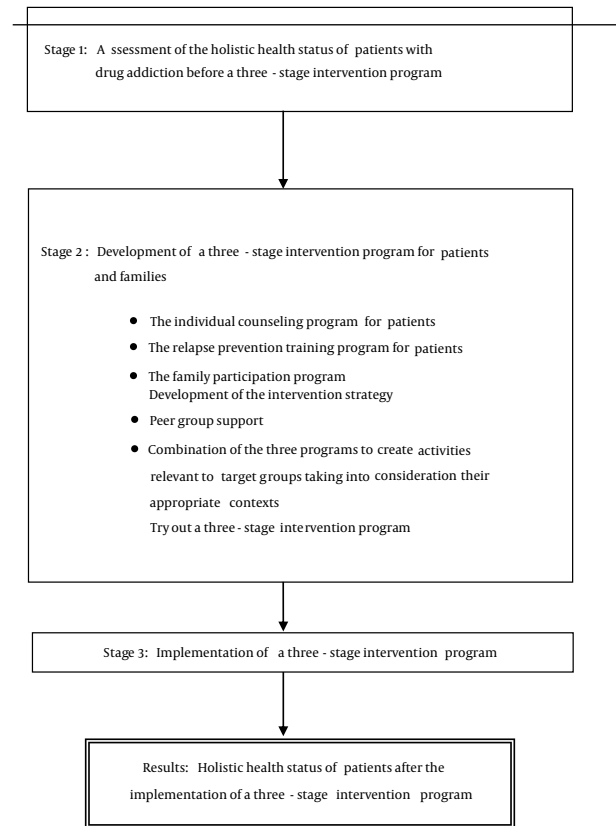 Stage 1: A ssessment of the holistic health status of patients with
drug addiction before a three - stage intervention program
Stage 2 : Development of a three - stage intervention program for patients
and families
• The individual counseling program for patients
• The relapse prevention training program for patients
• The family participation program
Development of the intervention strategy
• Peer group support
• Combination of the three programs to create activities
relevant to target groups taking into consideration their
appropriate contexts
Try out a three - stage intervention program
Stage 3: Implementation of a three - stage intervention program
Results: Holistic health status of patients after the
implementation of a three - stage intervention program